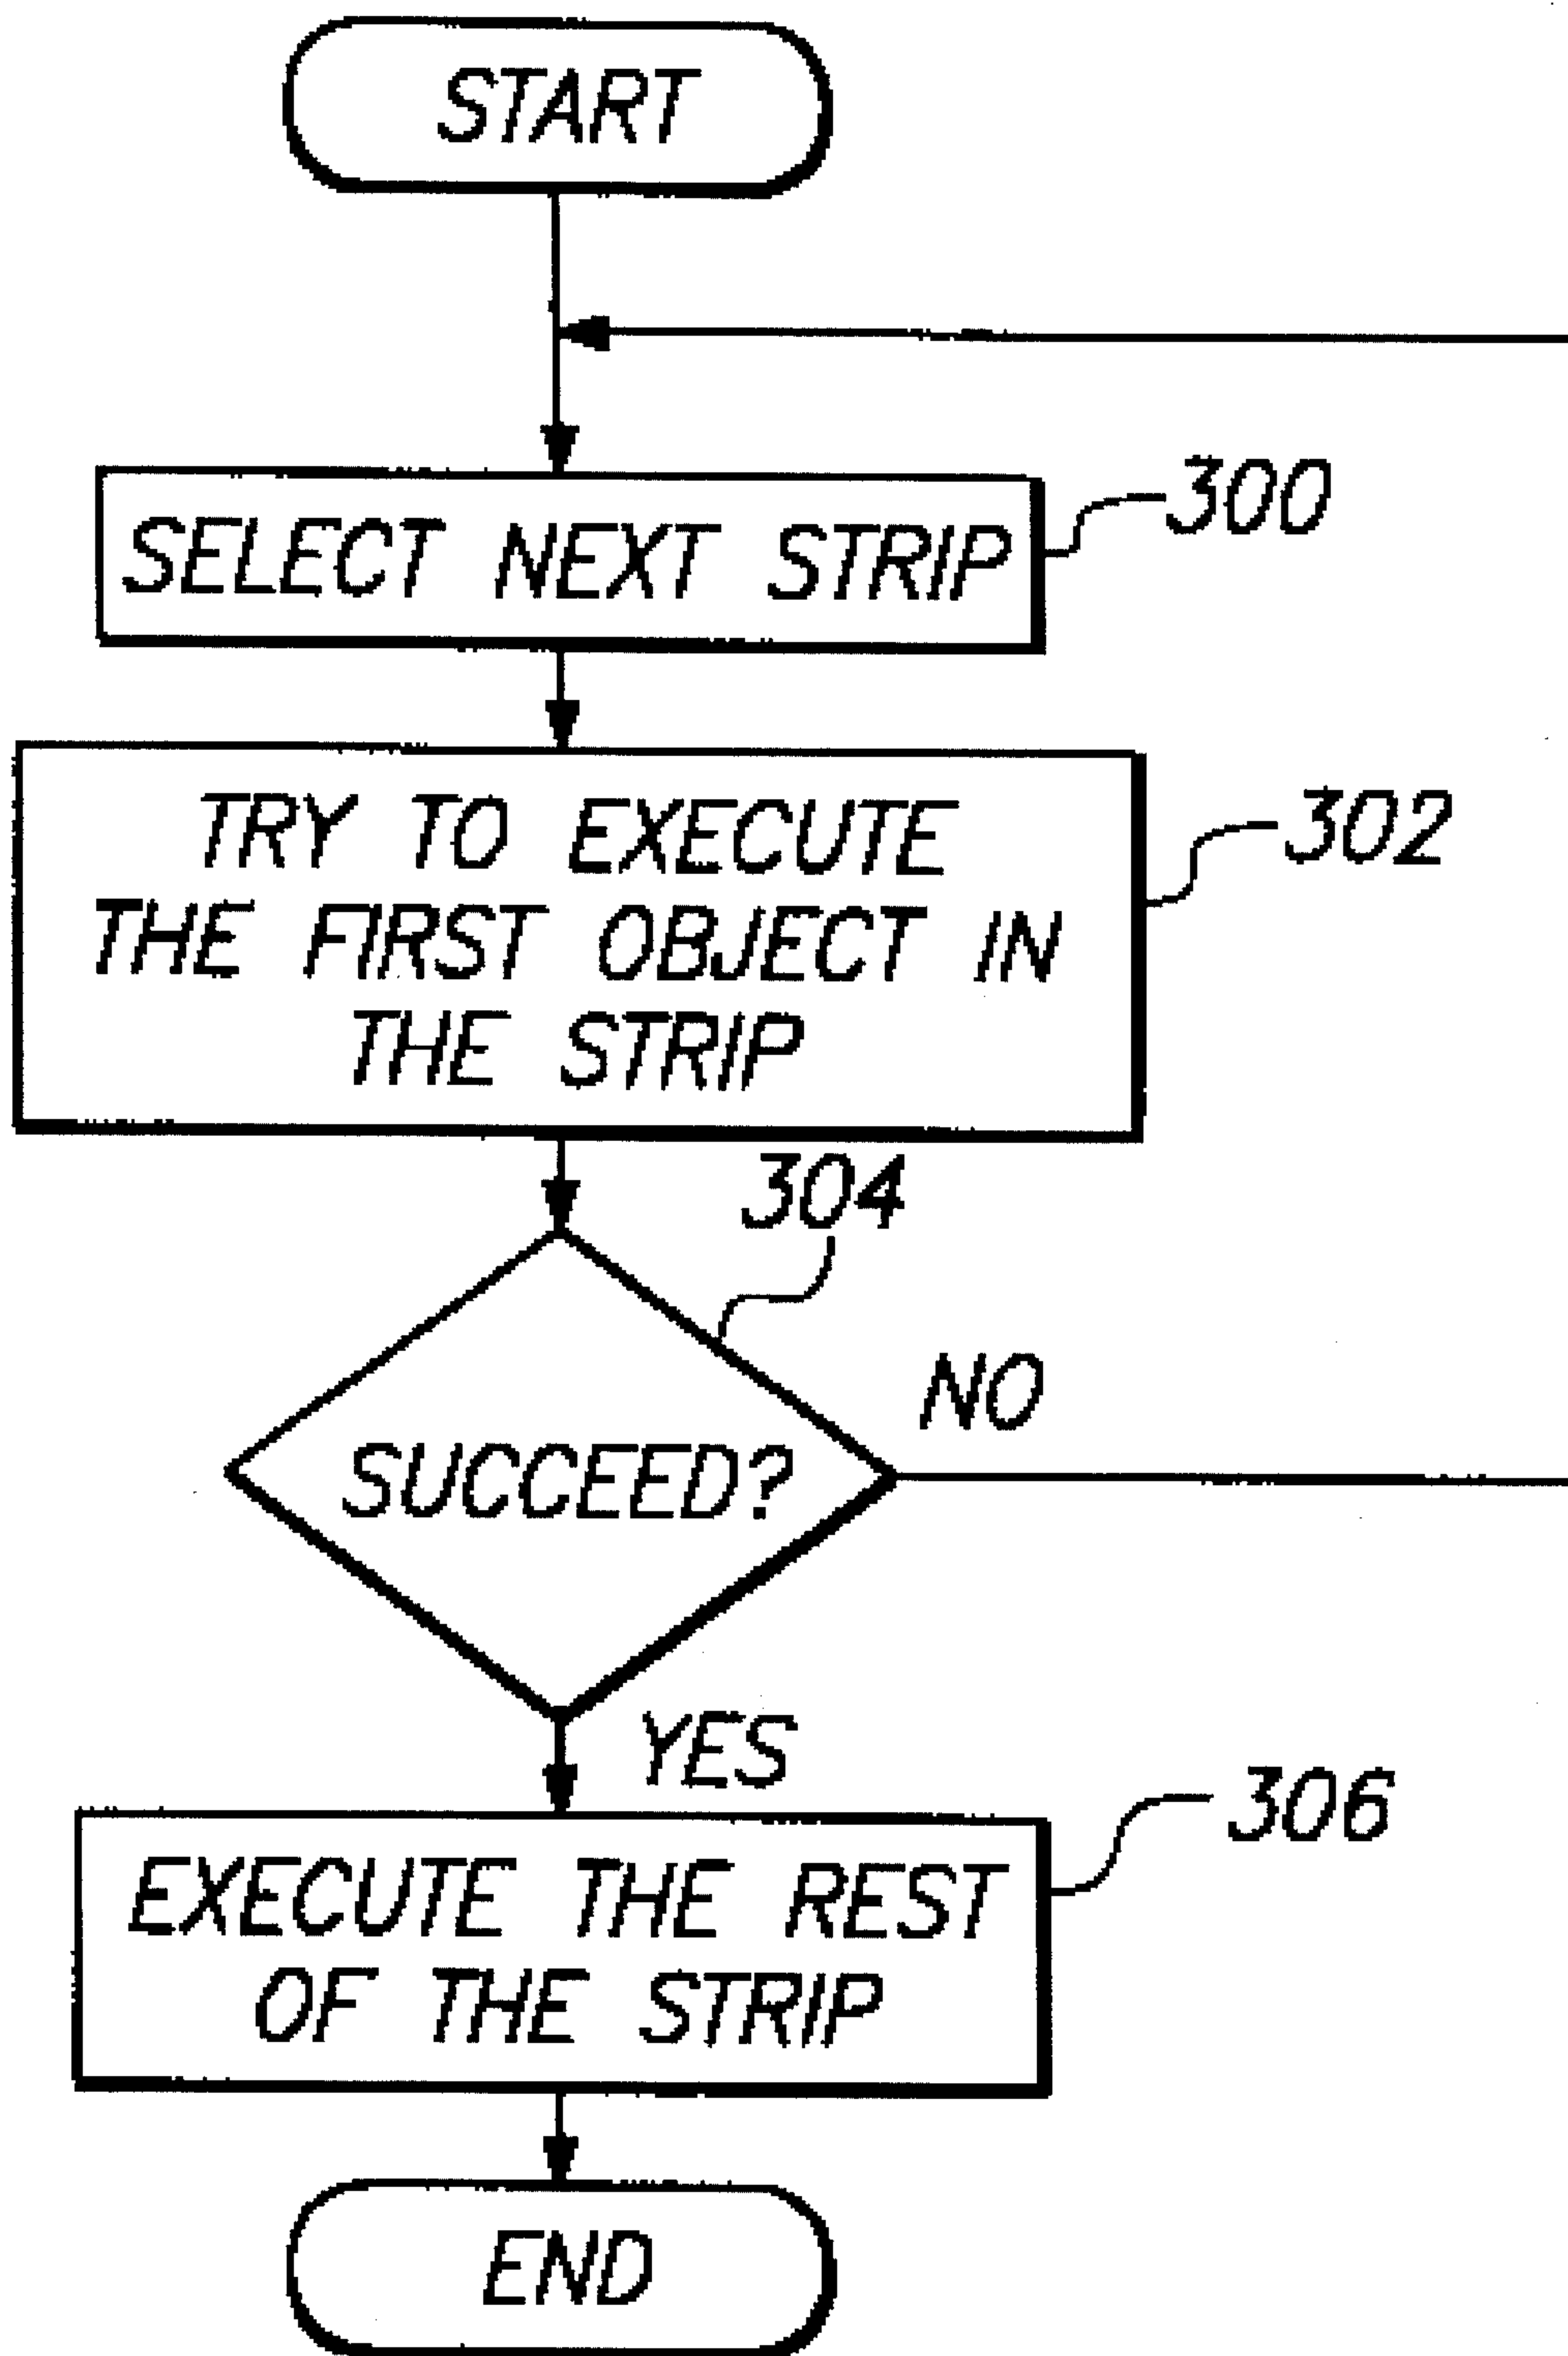 START
SELECT NEXT STRIP
300
TRY TO EXECUTE
THE FIRST OBJECT IN
THE STRIP
302
304
SUCCEED?
NO
YES
306
EXECUTE THE REST
OF THE STRIP
END